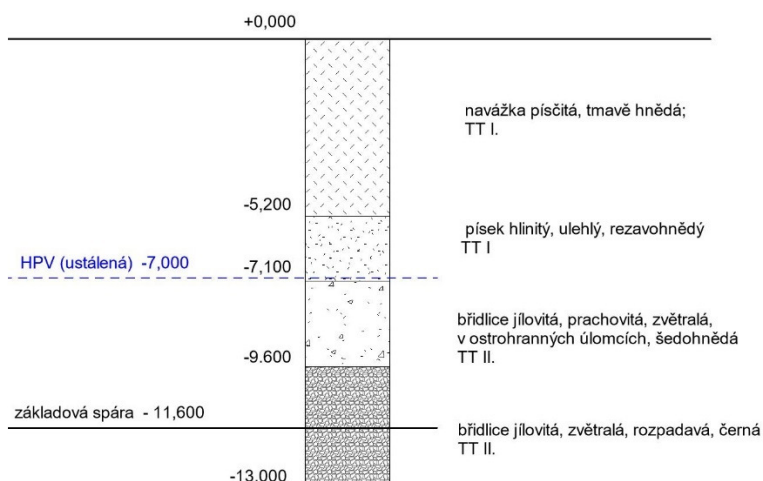 +0,000
navážka písčitá, tmavě hnědá;
TT I.
-5,200
písek hlinitý, ulehlý, rezavohnědý
TT I
HPV (ustálená) -7,000
-7,100
břidlice jílovitá, prachovitá, zvětralá,
v ostrohranných úlomcích, šedohnědá
TT II.
-9.600
základová spára - 11,600
břidlice jílovitá, zvětralá, rozpadavá, černá
TT II.
-13,000